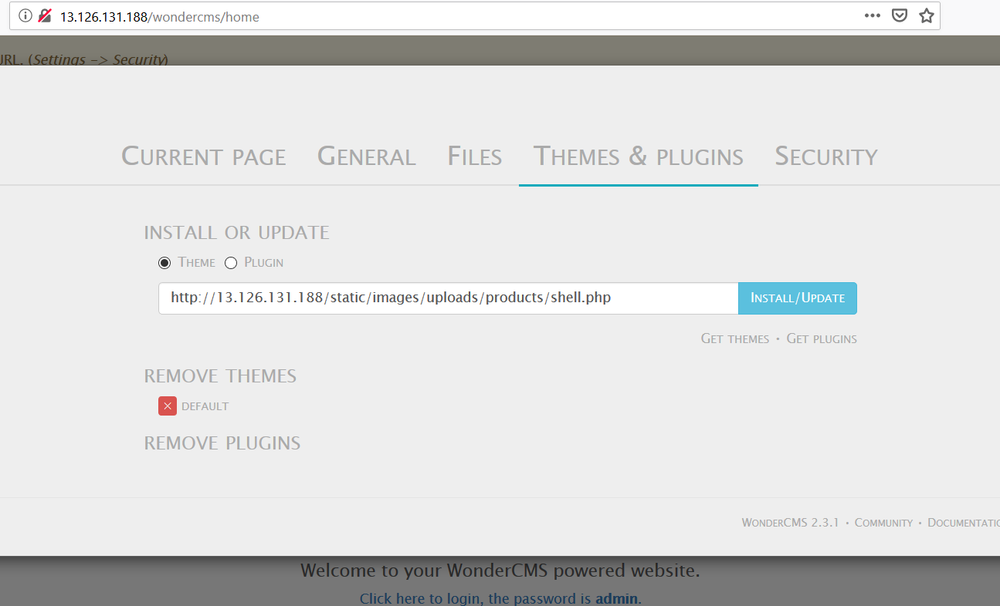 13.126.131.188/wondercms/home
URL. (Settings -> Security)
CURRENT PAGE GENERAL FILES THEMES & PLUGINS SECURITY
INSTALL OR UPDATE
THEME PLUGIN
http://13.126.131.188/static/images/uploads/products/shell.php INSTALL/UPDATE
GET THEMES • GET PLUGINS
REMOVE THEMES
DEFAULT
REMOVE PLUGINS
WONDERCMS 2.3.1 • COMMUNITY • DOCUMENTATIO
Welcome to your WonderCMS powered website.
Click here to login, the password is admin.